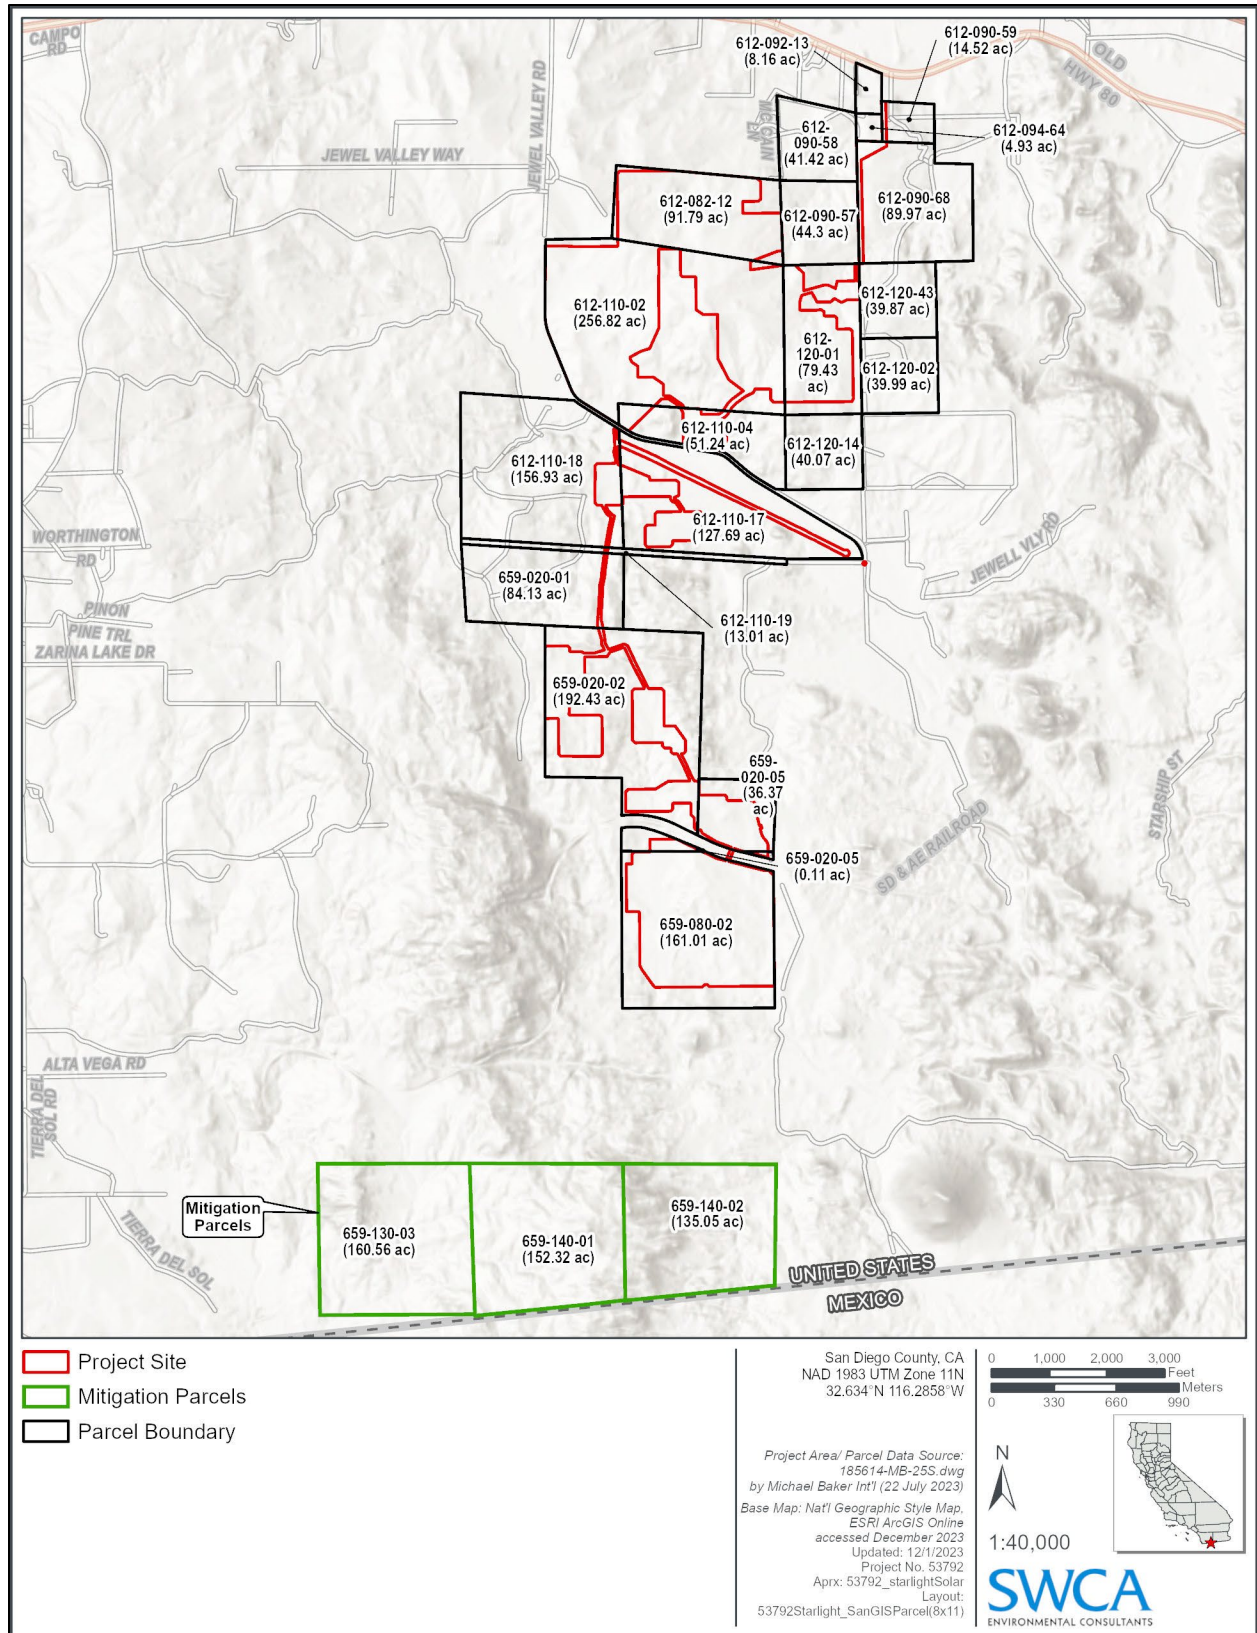 CAMPO
RD
JEWEL VALLEY RD
612-092-13
(8.16 ac)
612-090-59
(14.52 ac)
OLD
HWY 80
612-094-64
(4.93 ac)
JEWEL VALLEY WAY
612-
090-58
(41.42 ac)
612-082-12
(91.79 ac)
612-090-57
(44.3 ac)
612-090-68
(89.97 ac)
612-110-02
(256.82 ac)
612-120-43
(39.87 ac)
612-
120-01
(79.43
ac)
612-120-02
(39.99 ac)
612-110-04
(51.24 ac)
612-120-14
(40.07 ac)
612-110-18
(156.93 ac)
612-110-17
(127.69 ac)
WORTHINGTON
RD
JEWELL VLY RD
659-020-01
(84.13 ac)
PINON
PINE TRL
ZARINA LAKE DR
612-110-19
(13.01 ac)
659-020-02
(192.43 ac)
659-
020-05
(36.37
ac)
STARSHIP ST
SD & AE RAILROAD
659-020-05
(0.11 ac)
659-080-02
(161.01 ac)
ALTA VEGA RD
TIERRA DEL
SOL RD
Mitigation
Parcels
TIERRA DEL SOL
659-130-03
(160.56 ac)
659-140-01
(152.32 ac)
659-140-02
(135.05 ac)
UNITED STATES
MEXICO
Project Site
Mitigation Parcels
Parcel Boundary
San Diego County, CA
NAD 1983 UTM Zone 11N
32.634°N 116.2858°W
Project Area/ Parcel Data Source:
185614-MB-25S.dwg
by Michael Baker Int'l (22 July 2023)
Base Map: Nat'l Geographic Style Map,
ESRI ArcGIS Online
accessed December 2023
Updated: 12/1/2023
Project No. 53792
Aprx: 53792_starlightSolar
Layout:
53792Starlight_SanGISParcel(8x11)
0 1,000 2,000 3,000
Feet
Meters
0 330 660 990
N
1:40,000
SWCA
ENVIRONMENTAL CONSULTANTS